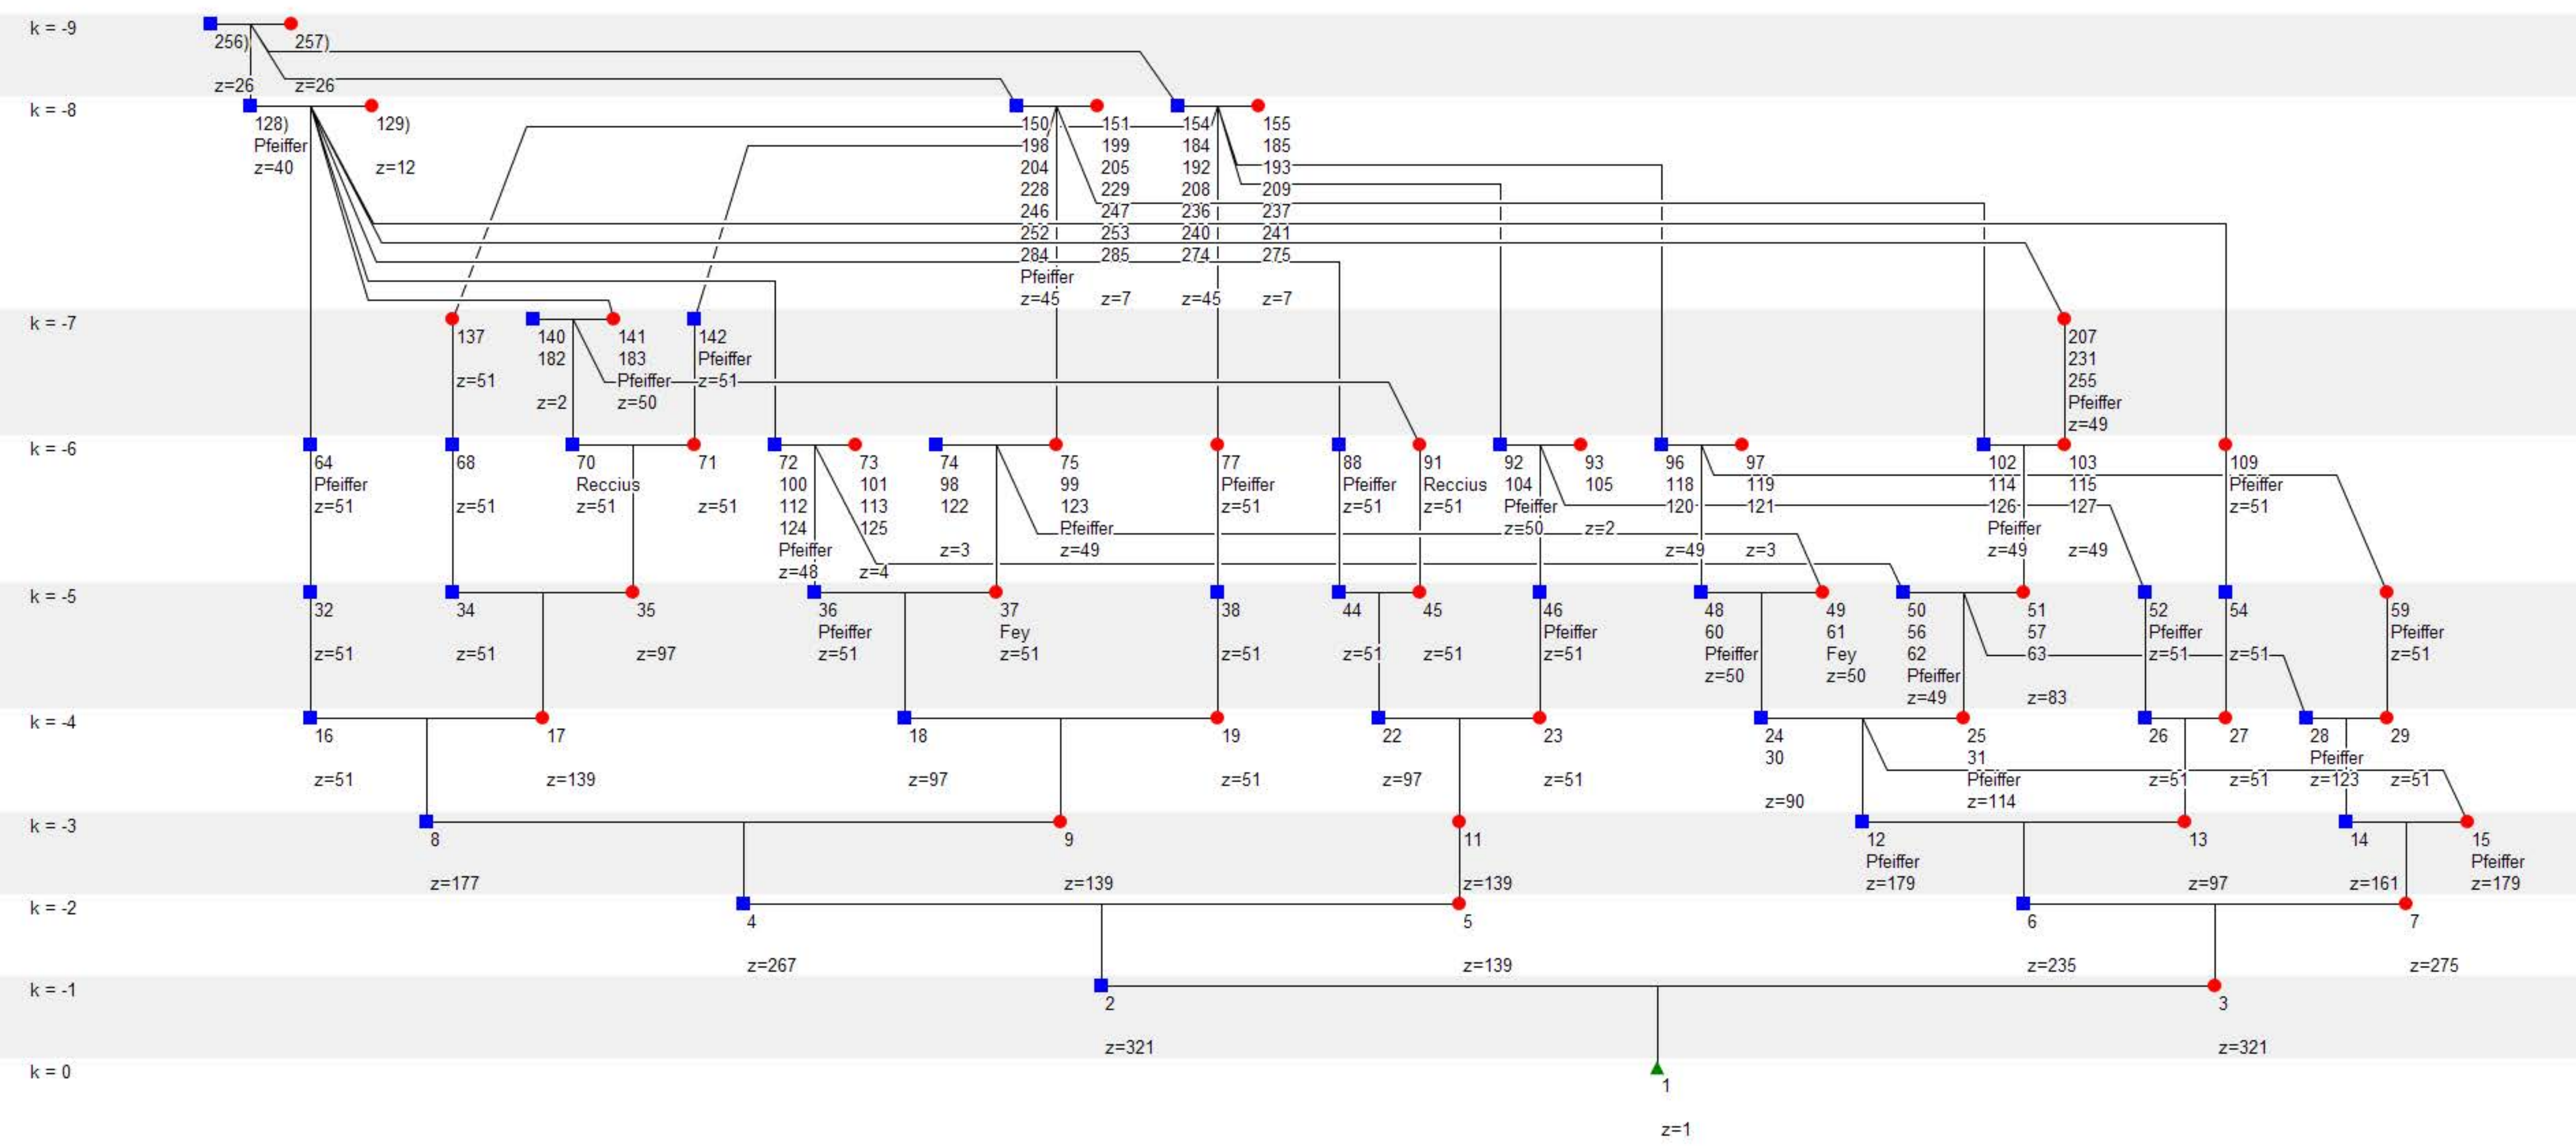 k = -9
256)
257)
z=26
z=26
k = -8
128)
Pfeiffer
z=40
129)
z=12
150
198
204
228
246
252
284
Pfeiffer
z=45
151
199
205
229
247
253
285
z=7
154
184
192
208
236
240
274
z=45
155
185
193
209
237
241
275
z=7
k = -7
137
z=51
140
182
z=2
141
183
Pfeiffer
z=50
142
Pfeiffer
z=51
207
231
255
Pfeiffer
z=49
k = -6
64
Pfeiffer
z=51
68
z=51
70
Reccius
z=51
71
z=51
72
100
112
124
Pfeiffer
z=48
73
101
113
125
z=4
74
98
122
z=3
75
99
123
Pfeiffer
z=49
77
Pfeiffer
z=51
88
Pfeiffer
z=51
91
Reccius
z=51
92
104
Pfeiffer
z=50
93
105
z=2
96
118
120
z=49
97
119
121
z=3
102
114
126
Pfeiffer
z=49
103
115
127
z=49
109
Pfeiffer
z=51
k = -5
32
z=51
34
z=51
35
z=97
36
Pfeiffer
z=51
37
Fey
z=51
38
z=51
44
z=51
45
z=51
46
Pfeiffer
z=51
48
60
Pfeiffer
z=50
49
61
Fey
z=50
50
56
62
Pfeiffer
z=49
51
57
63
z=83
52
Pfeiffer
z=51
54
z=51
59
Pfeiffer
z=51
k = -4
16
z=51
17
z=139
18
z=97
19
z=51
22
z=97
23
z=51
24
30
z=90
25
31
Pfeiffer
z=114
26
z=51
27
z=51
28
Pfeiffer
z=123
29
z=51
k = -3
8
z=177
9
z=139
11
z=139
12
Pfeiffer
z=179
13
z=97
14
z=161
15
Pfeiffer
z=179
k = -2
4
z=267
5
z=139
6
z=235
7
z=275
k = -1
2
z=321
3
z=321
k = 0
1
z=1